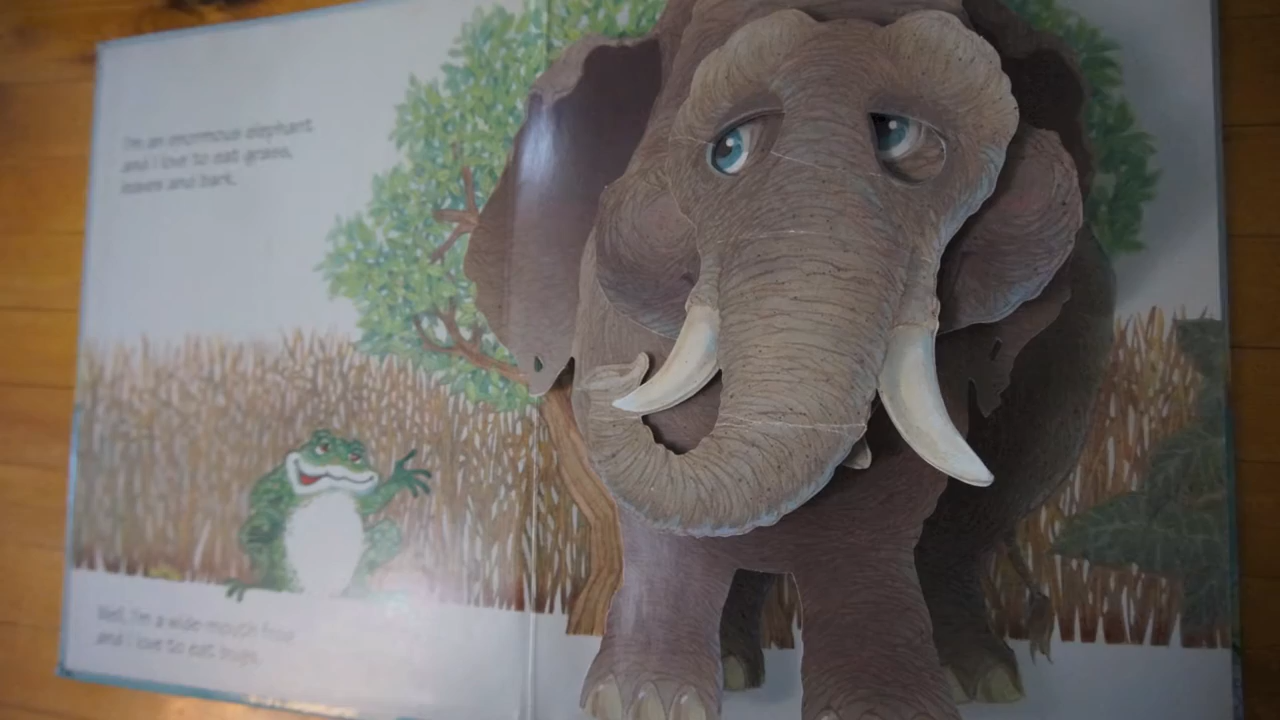 I'm an enormous elephant
and I love to eat grass,
leaves and bark.
Well, I'm a wide-mouth frog
and I love to eat bugs.